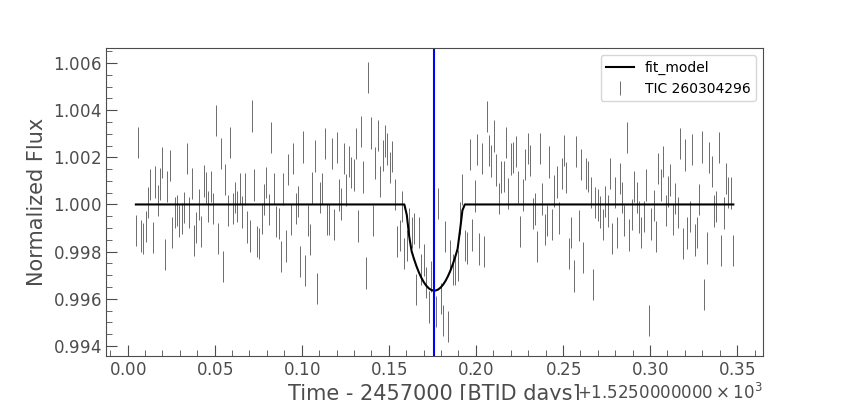 fit_model
TIC 260304296
Normalized Flux
1.006
1.004
1.002
1.000
0.998
0.996
0.994
0.00 0.05 0.10 0.15 0.20 0.25 0.30 0.35
Time - 2457000 [BTJD days]
+1.5250000000 × 10³